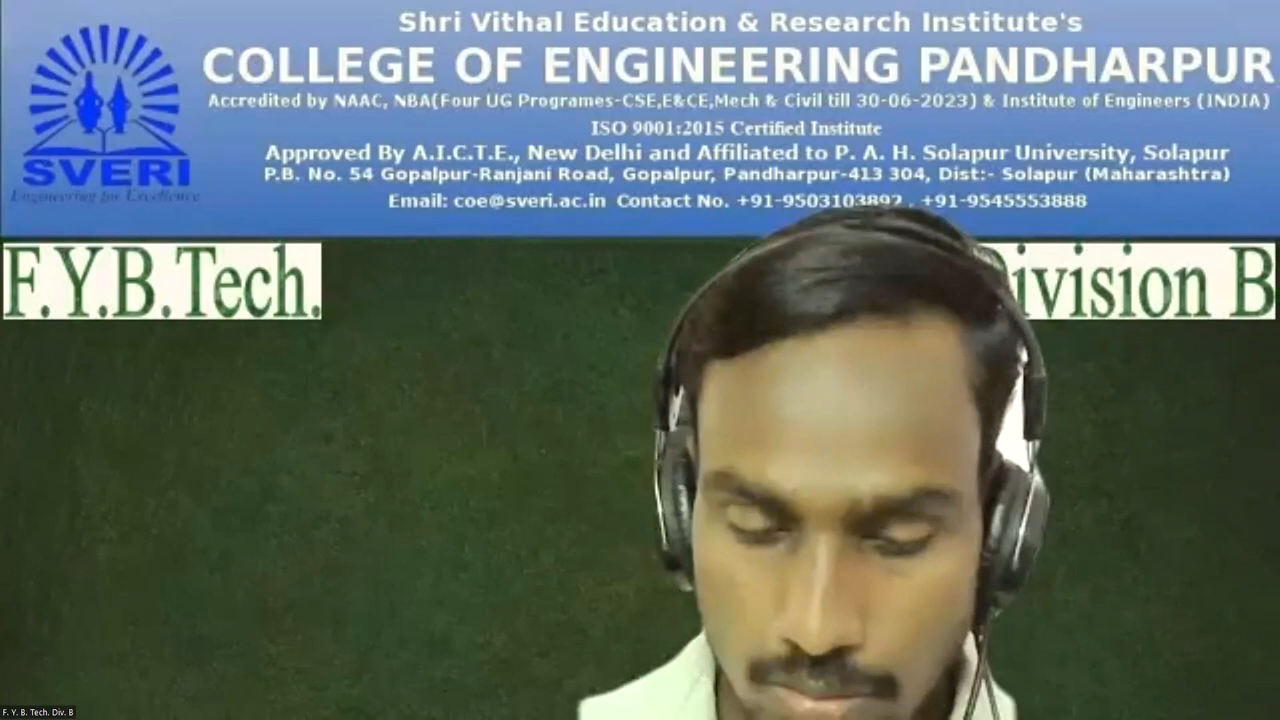 Shri Vithal Education & Research Institute's
COLLEGE OF ENGINEERING PANDHARPUR
Accredited by NAAC, NBA(Four UG Programes-CSE,E&CE,Mech & Civil till 30-06-2023) & Institute of Engineers (INDIA)
ISO 9001:2015 Certified Institute
Approved By A.I.C.T.E., New Delhi and Affiliated to P. A. H. Solapur University, Solapur
P.B. No. 54 Gopalpur-Ranjani Road, Gopalpur, Pandharpur-413 304, Dist:- Solapur (Maharashtra)
Email: coe@sveri.ac.in Contact No. +91-9503103892 , +91-9545553888
SVERI
Engineering for Excellence
F.Y.B.Tech.
Division B
F. Y. B. Tech. Div. B